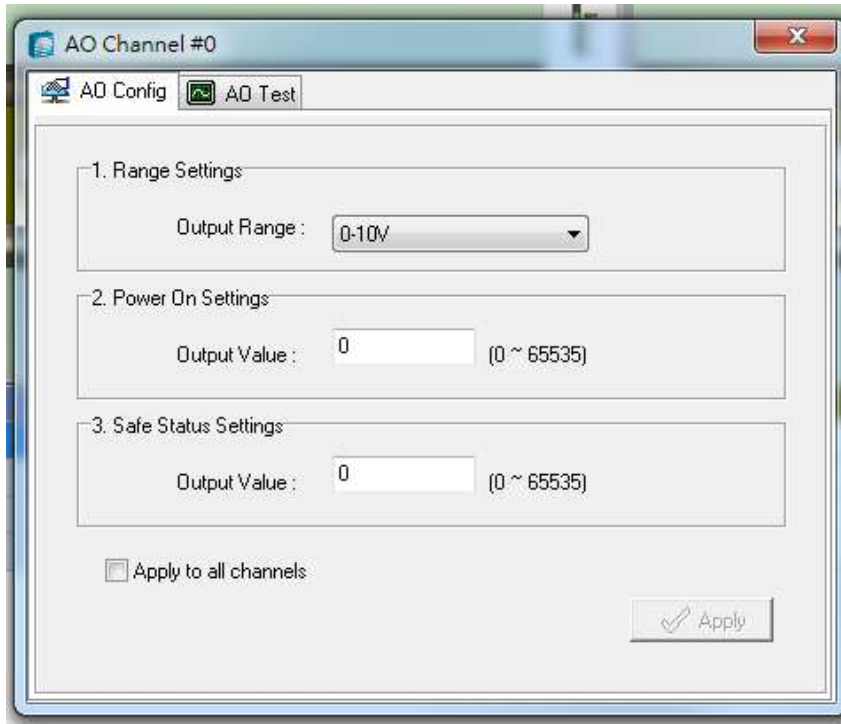 AO Channel #0
AO Config AO Test
1. Range Settings
Output Range : 0-10V
2. Power On Settings
Output Value : 0 (0 ~ 65535)
3. Safe Status Settings
Output Value : 0 (0 ~ 65535)
Apply to all channels
Apply